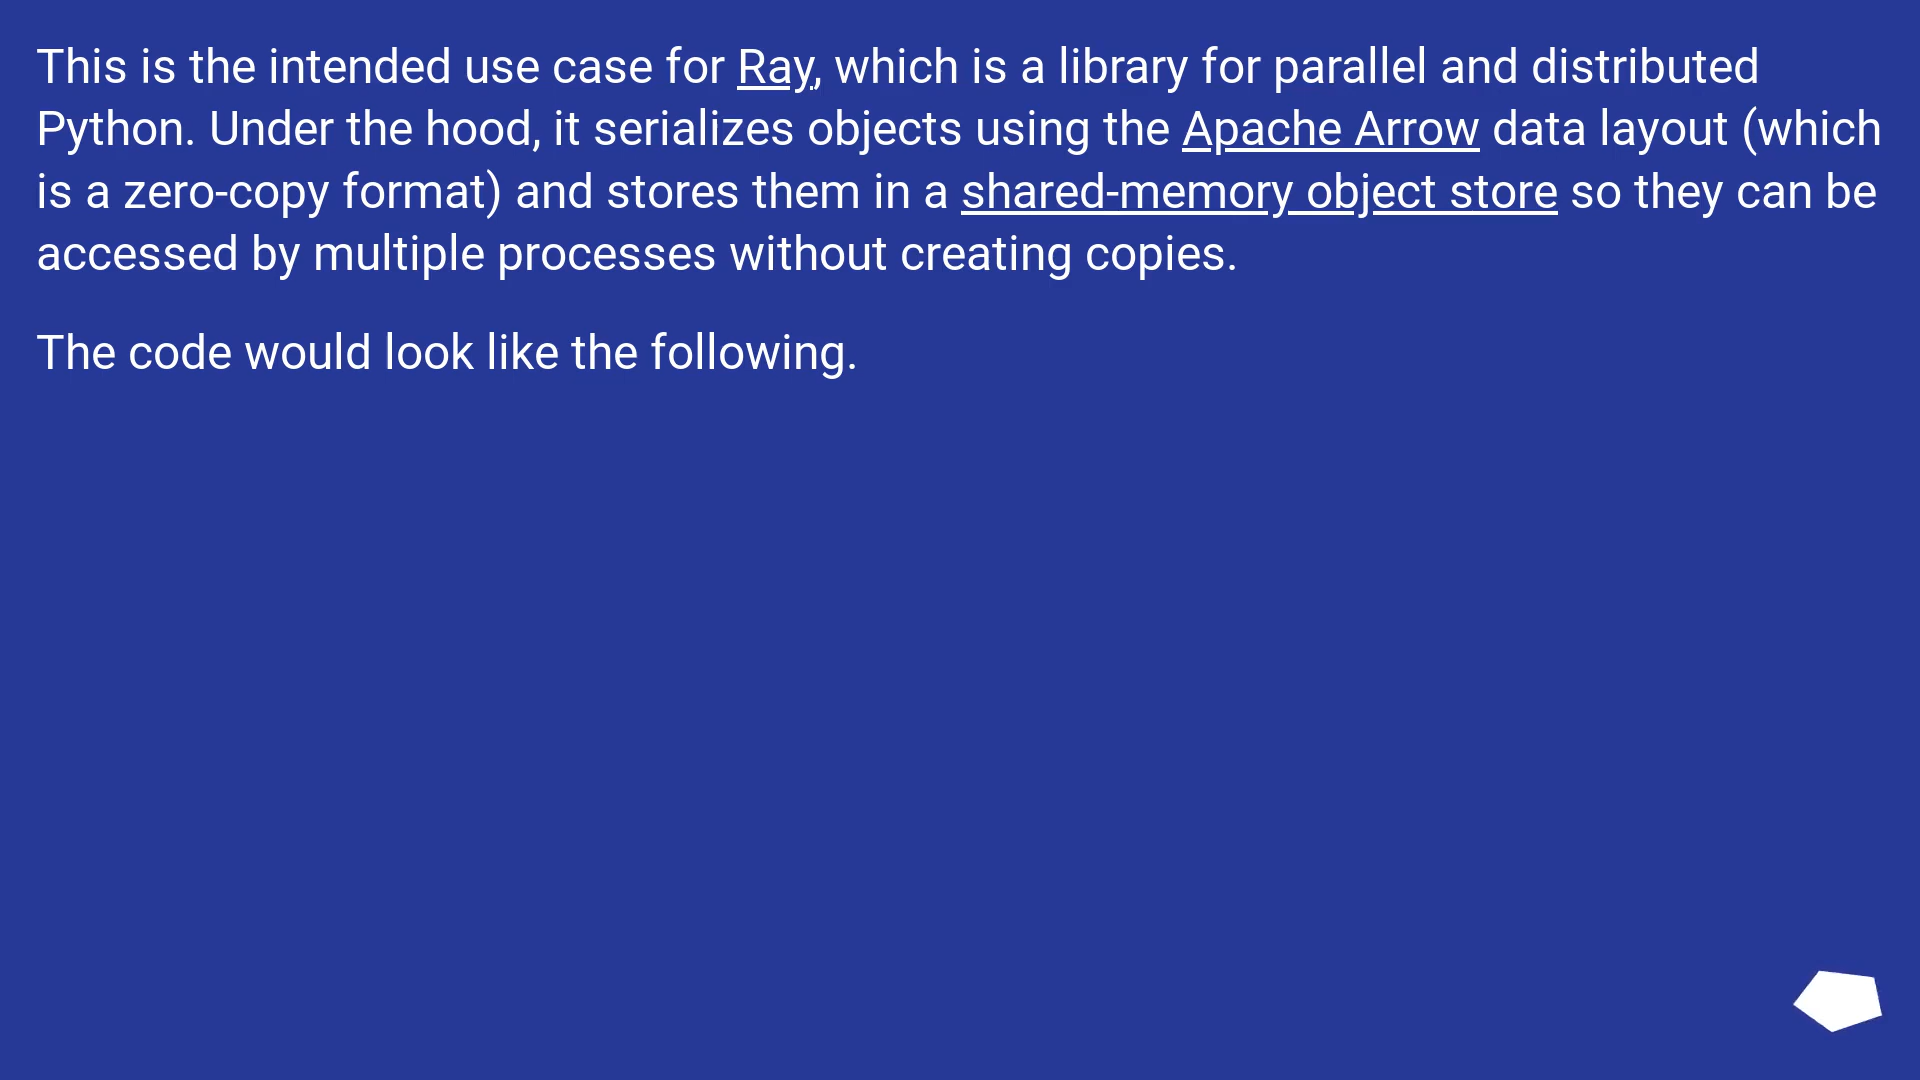 This is the intended use case for Ray, which is a library for parallel and distributed
Python. Under the hood, it serializes objects using the Apache Arrow data layout (which
is a zero-copy format) and stores them in a shared-memory object store so they can be
accessed by multiple processes without creating copies.
The code would look like the following.